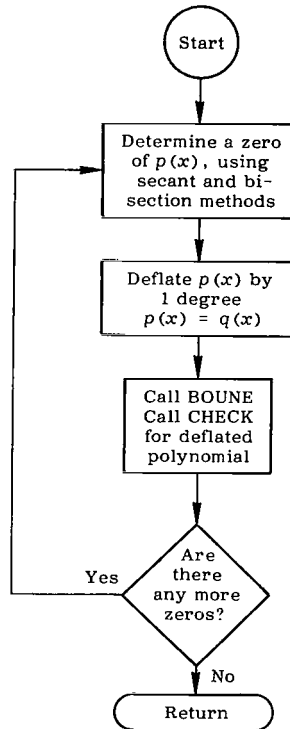 Start
Determine a zero
of p(x), using
secant and bi-
section methods
Deflate p(x) by
1 degree
p(x) = q(x)
Call BOUNE
Call CHECK
for deflated
polynomial
Are
there
any more
zeros?
Yes
No
Return